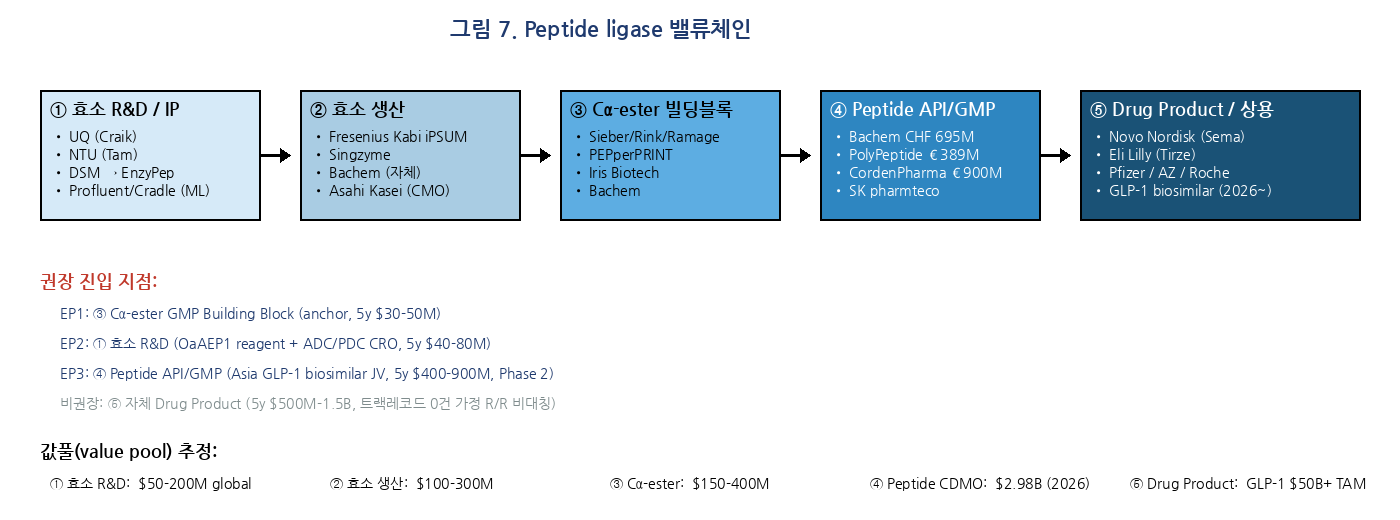 그림 7. Peptide ligase 밸류체인
① 효소 R&D / IP
• UQ (Craik)
• NTU (Tam)
• DSM → EnzyPep
• Profluent/Cradle (ML)
② 효소 생산
• Fresenius Kabi iPSUM
• Singzyme
• Bachem (자체)
• Asahi Kasei (CMO)
③ Cα-ester 빌딩블록
• Sieber/Rink/Ramage
• PEPperPRINT
• Iris Biotech
• Bachem
④ Peptide API/GMP
• Bachem CHF 695M
• PolyPeptide €389M
• CordenPharma €900M
• SK pharmteco
⑤ Drug Product / 상용
• Novo Nordisk (Sema)
• Eli Lilly (Tirze)
• Pfizer / AZ / Roche
• GLP-1 biosimilar (2026~)
권장 진입 지점:
EP1: ③ Cα-ester GMP Building Block (anchor, 5y $30-50M)
EP2: ① 효소 R&D (OaAEP1 reagent + ADC/PDC CRO, 5y $40-80M)
EP3: ④ Peptide API/GMP (Asia GLP-1 biosimilar JV, 5y $400-900M, Phase 2)
비권장: ⑤ 자체 Drug Product (5y $500M-1.5B, 트랙레코드 0건 가정 R/R 비대칭)
값풀(value pool) 추정:
① 효소 R&D: $50-200M global
② 효소 생산: $100-300M
③ Cα-ester: $150-400M
④ Peptide CDMO: $2.98B (2026)
⑤ Drug Product: GLP-1 $50B+ TAM